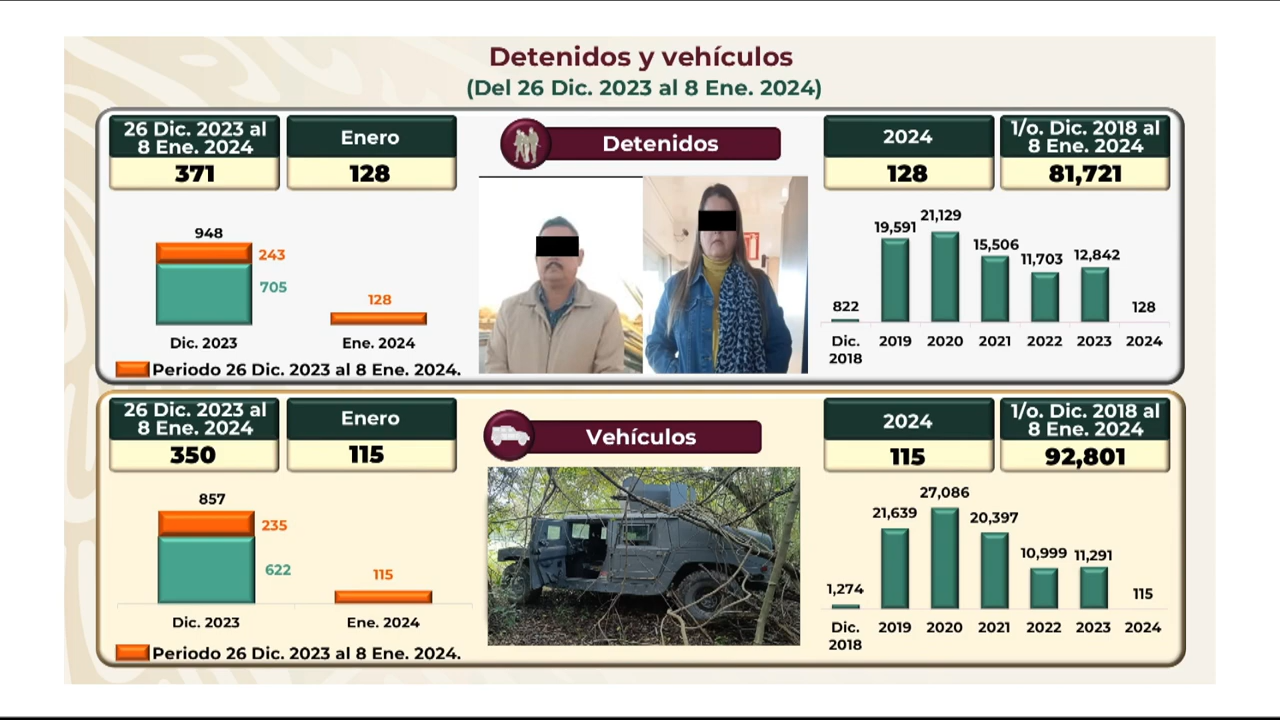 Detenidos y vehículos
(Del 26 Dic. 2023 al 8 Ene. 2024)
26 Dic. 2023 al
8 Ene. 2024
371
Enero
128
Detenidos
2024
128
1/o. Dic. 2018 al
8 Ene. 2024
81,721
948
243
705
128
Dic. 2023
Ene. 2024
Periodo 26 Dic. 2023 al 8 Ene. 2024.
822
19,591
21,129
15,506
11,703
12,842
128
Dic.
2018
2019
2020
2021
2022
2023
2024
26 Dic. 2023 al
8 Ene. 2024
350
Enero
115
Vehículos
2024
115
1/o. Dic. 2018 al
8 Ene. 2024
92,801
857
235
622
115
Dic. 2023
Ene. 2024
Periodo 26 Dic. 2023 al 8 Ene. 2024.
1,274
21,639
27,086
20,397
10,999
11,291
115
Dic.
2018
2019
2020
2021
2022
2023
2024